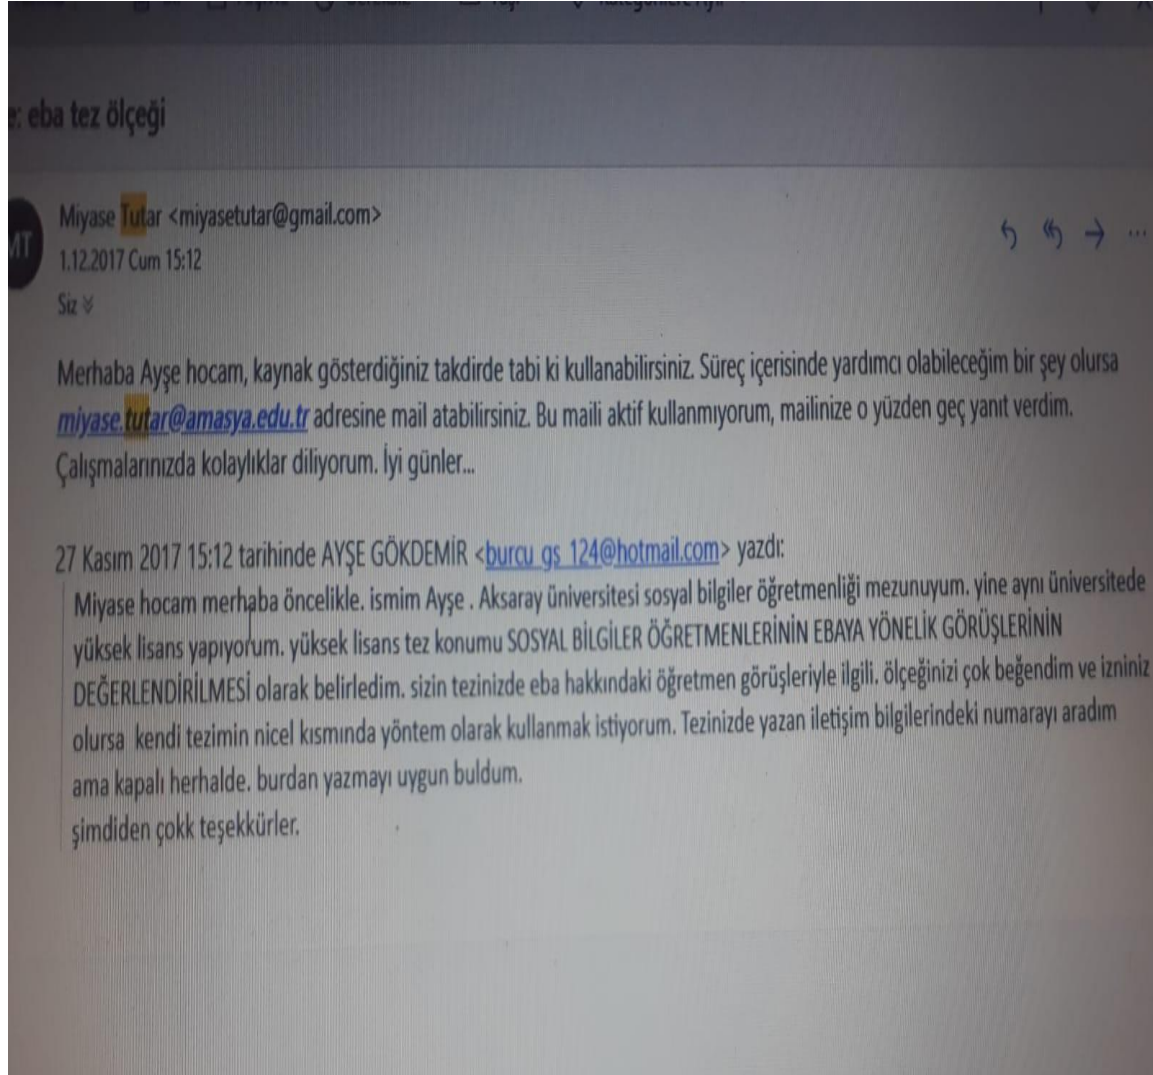 e: eba tez ölçeği
MT
Miyase Tutar <miyasetutar@gmail.com>
1.12.2017 Cum 15:12
Siz
Merhaba Ayşe hocam, kaynak gösterdiğiniz takdirde tabi ki kullanabilirsiniz. Süreç içerisinde yardımcı olabileceğim bir şey olursa
miyase.tutar@amasya.edu.tr adresine mail atabilirsiniz. Bu maili aktif kullanmıyorum, mailinize o yüzden geç yanıt verdim.
Çalışmalarınızda kolaylıklar diliyorum. İyi günler...
27 Kasım 2017 15:12 tarihinde AYŞE GÖKDEMİR <burcu_gs_124@hotmail.com> yazdı:
Miyase hocam merhaba öncelikle. ismim Ayşe . Aksaray üniversitesi sosyal bilgiler öğretmenliği mezunuyum. yine aynı üniversitede
yüksek lisans yapıyorum. yüksek lisans tez konumu SOSYAL BİLGİLER ÖĞRETMENLERİNİN EBAYA YÖNELİK GÖRÜŞLERİNİN
DEĞERLENDİRİLMESİ olarak belirledim. sizin tezinizde eba hakkındaki öğretmen görüşleriyle ilgili. ölçeğinizi çok beğendim ve izniniz
olursa kendi tezimin nicel kısmında yöntem olarak kullanmak istiyorum. Tezinizde yazan iletişim bilgilerindeki numarayı aradım
ama kapalı herhalde. burdan yazmayı uygun buldum.
şimdiden çokk teşekkürler.